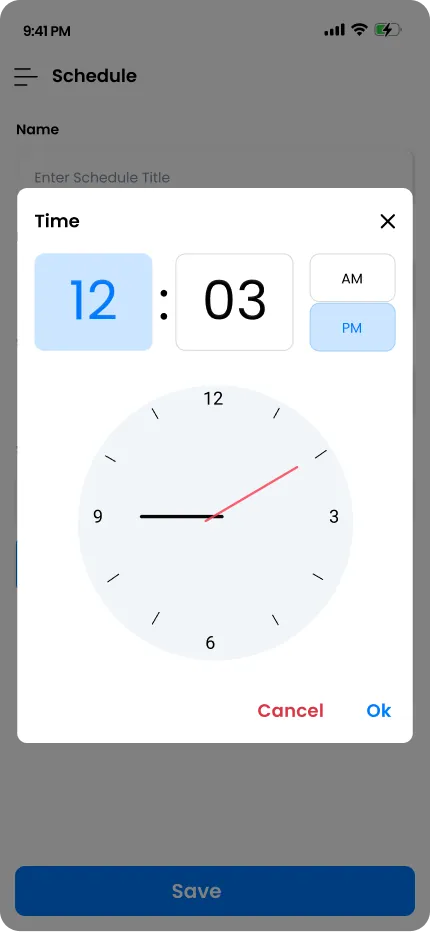 9:41 PM
Schedule
Name
Enter Schedule Title
Time
12 : 03
AM
PM
12
9
3
6
Cancel
Ok
Save